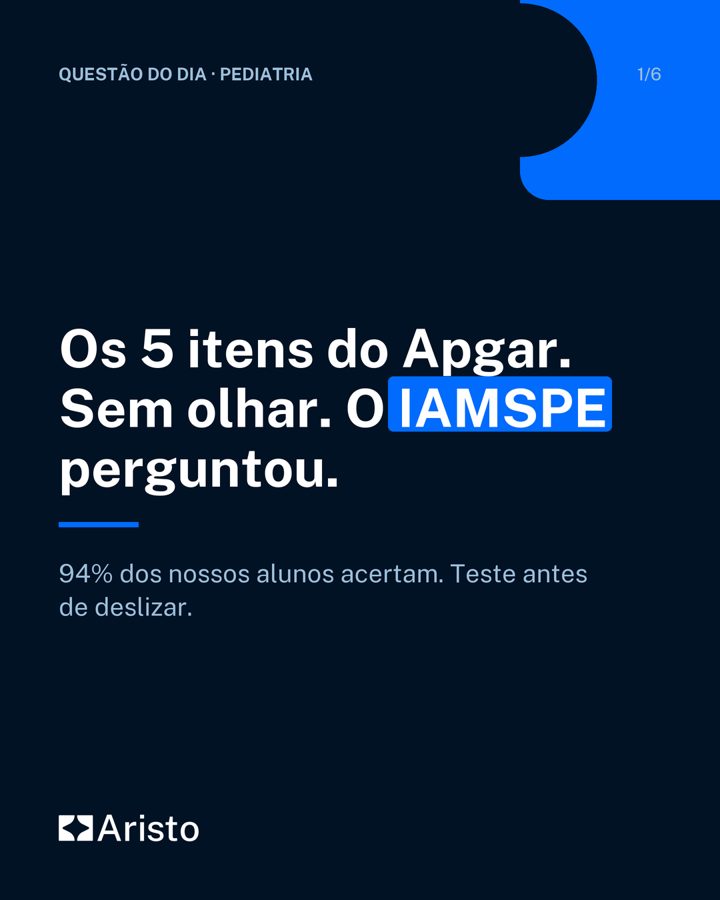 QUESTÃO DO DIA · PEDIATRIA
1/6
Os 5 itens do Apgar.
Sem olhar. O IAMSPE
perguntou.
94% dos nossos alunos acertam. Teste antes
de deslizar.
Aristo